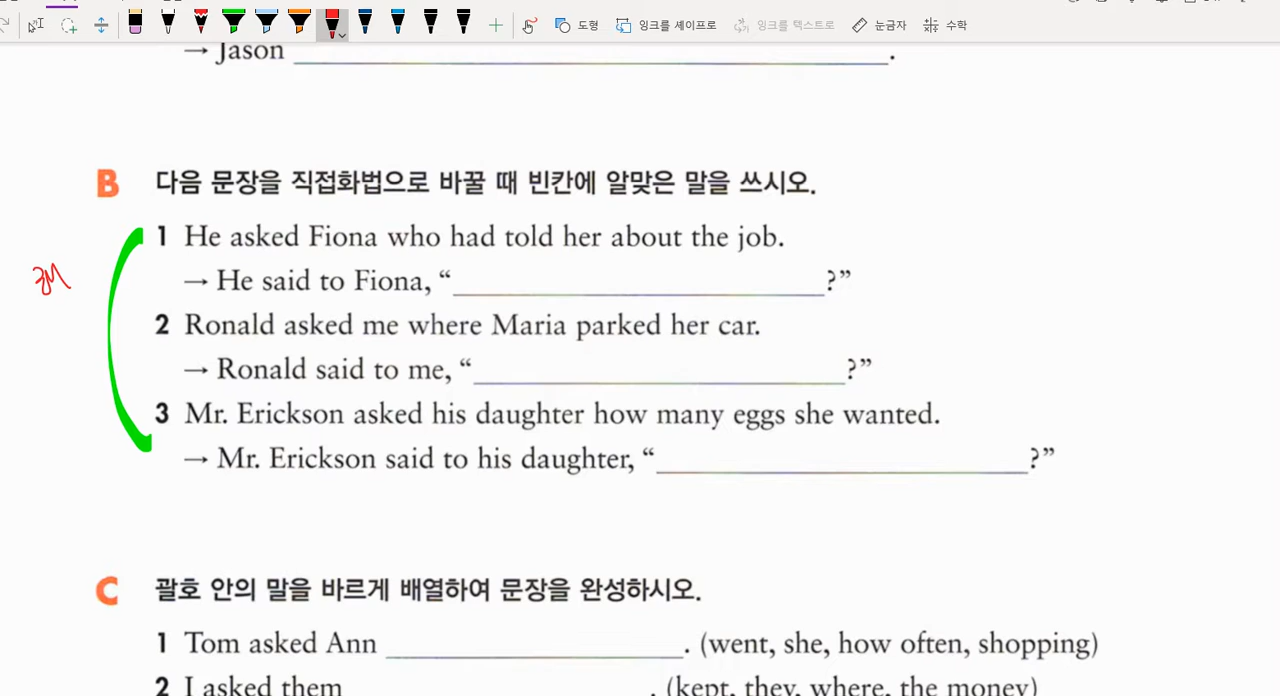 도형 잉크를 셰이프로 잉크를 텍스트로 눈금자 수학
→ Jason ______.
B 다음 문장을 직접화법으로 바꿀 때 빈칸에 알맞은 말을 쓰시오.
1 He asked Fiona who had told her about the job.
→ He said to Fiona, “______?”
2 Ronald asked me where Maria parked her car.
→ Ronald said to me, “______?”
3 Mr. Erickson asked his daughter how many eggs she wanted.
→ Mr. Erickson said to his daughter, “______?”
C 괄호 안의 말을 바르게 배열하여 문장을 완성하시오.
1 Tom asked Ann ______. (went, she, how often, shopping)
2 I asked them ______. (kept, they, where, the money)